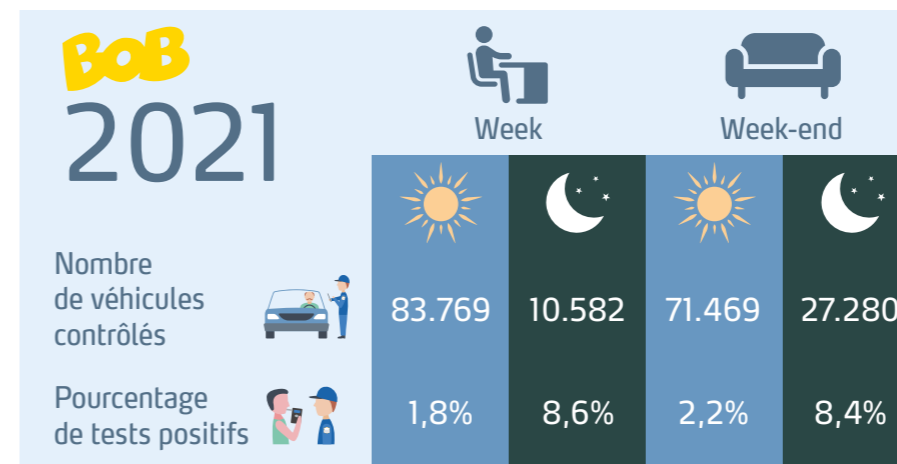 BOB
2021
Week
Week-end
Nombre
de véhicules
contrôlés
83.769
10.582
71.469
27.280
Pourcentage
de tests positifs
1,8%
8,6%
2,2%
8,4%